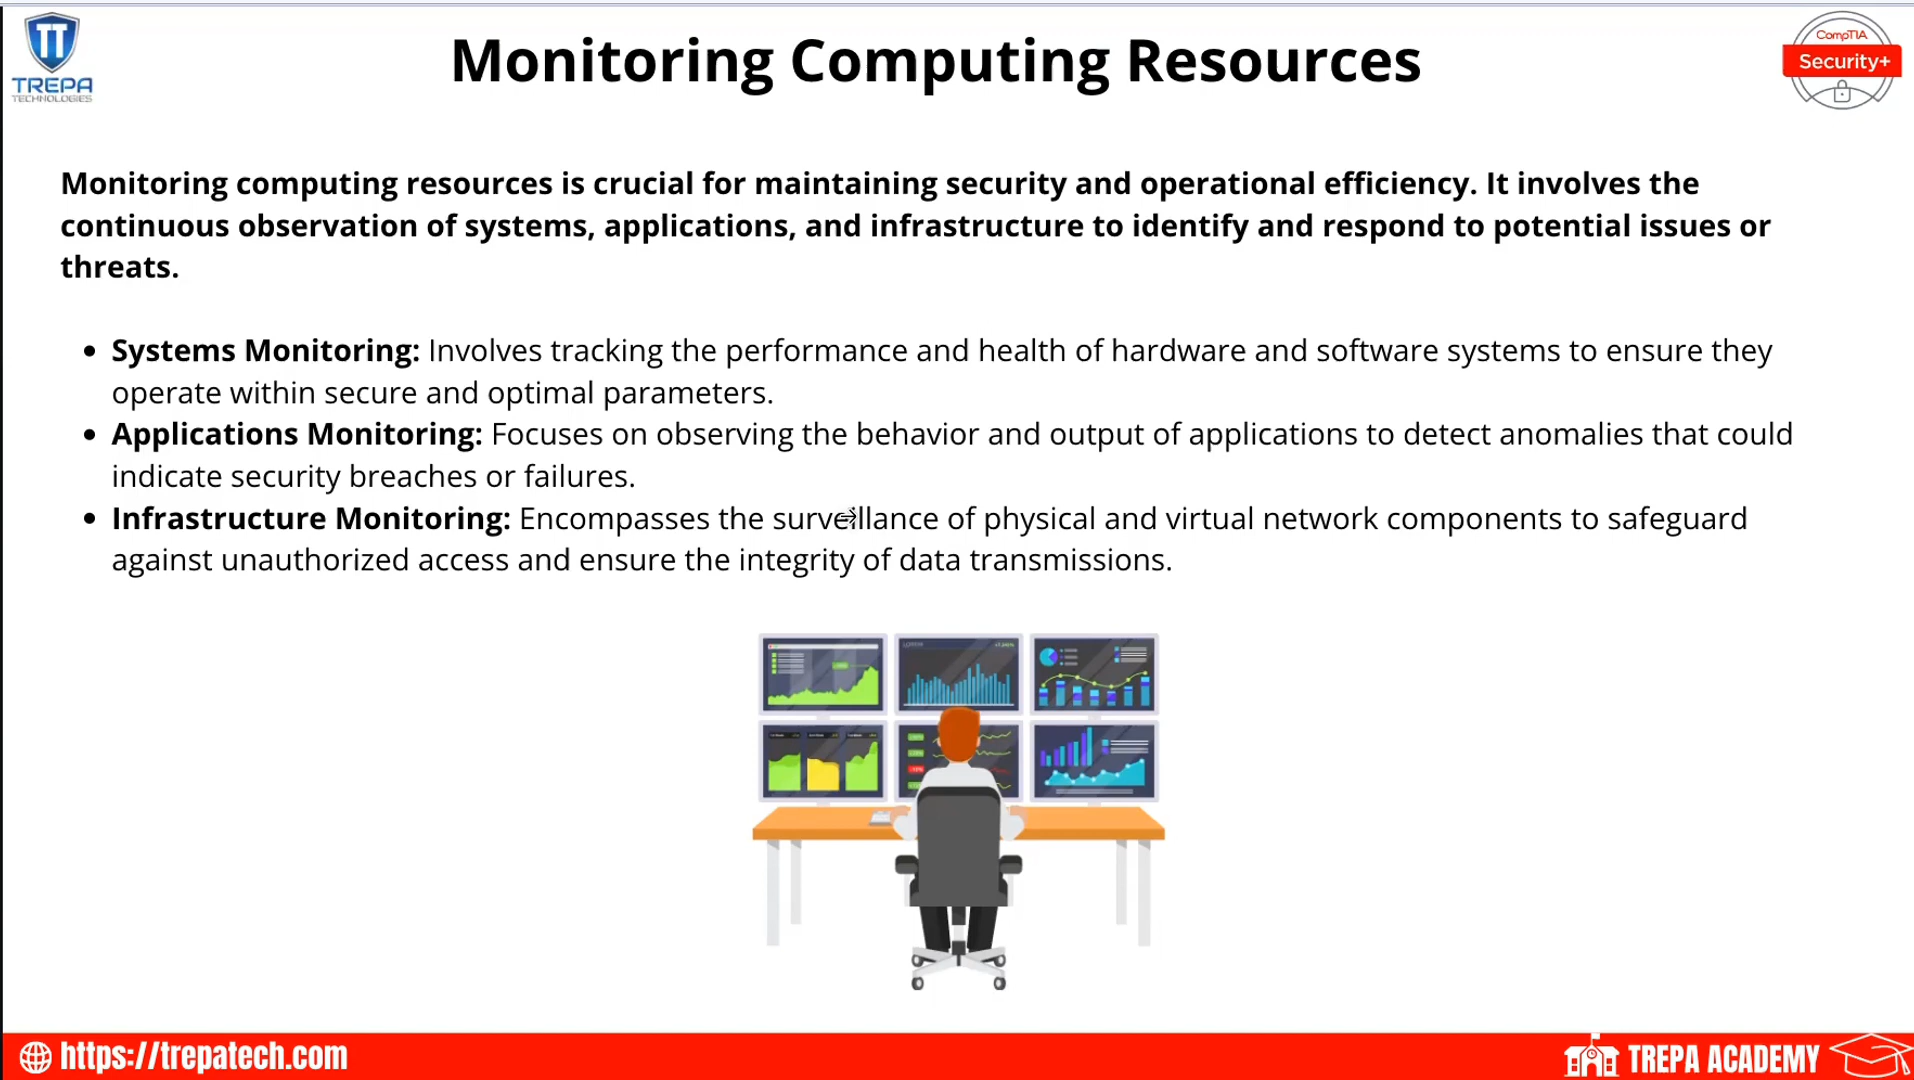 TREPA
TECHNOLOGIES
Monitoring Computing Resources
CompTIA
Security+
Monitoring computing resources is crucial for maintaining security and operational efficiency. It involves the
continuous observation of systems, applications, and infrastructure to identify and respond to potential issues or
threats.
• Systems Monitoring: Involves tracking the performance and health of hardware and software systems to ensure they
operate within secure and optimal parameters.
• Applications Monitoring: Focuses on observing the behavior and output of applications to detect anomalies that could
indicate security breaches or failures.
• Infrastructure Monitoring: Encompasses the surveillance of physical and virtual network components to safeguard
against unauthorized access and ensure the integrity of data transmissions.
https://trepatech.com
TREPA ACADEMY